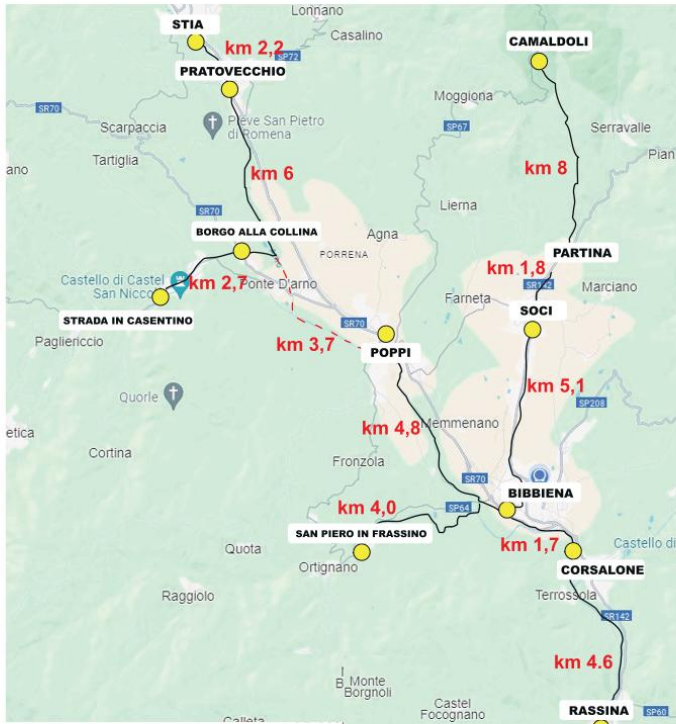 Lonnano
STIA
km 2,2
SP72
Casalino
CAMALDOLI
PRATOVECCHIO
Moggiona
SR70
Pieve San Pietro
di Romena
SP67
Scarpaccia
Serravalle
Tartiglia
km 6
km 8
Lierna
SR70
BORGO ALLA COLLINA
Agna
PORRENA
PARTINA
km 1,8
SR142
Castello di Castel
San Nicco
km 2,7
Ponte D'arno
Marciano
Farneta
SOCI
STRADA IN CASENTINO
SR70
Pagliericcio
km 3,7
POPPI
km 5,1
Quorle
SP208
km 4,8
Memmenano
Cortina
Fronzola
SR70
BIBBIENA
km 4,0
SP64
SAN PIERO IN FRASSINO
km 1,7
Castello di
Quota
Ortignano
CORSALONE
Raggiolo
Terrossola
SR142
km 4.6
Monte
Borgnoli
Castel
Focognano
RASSINA
SP60
Calleta